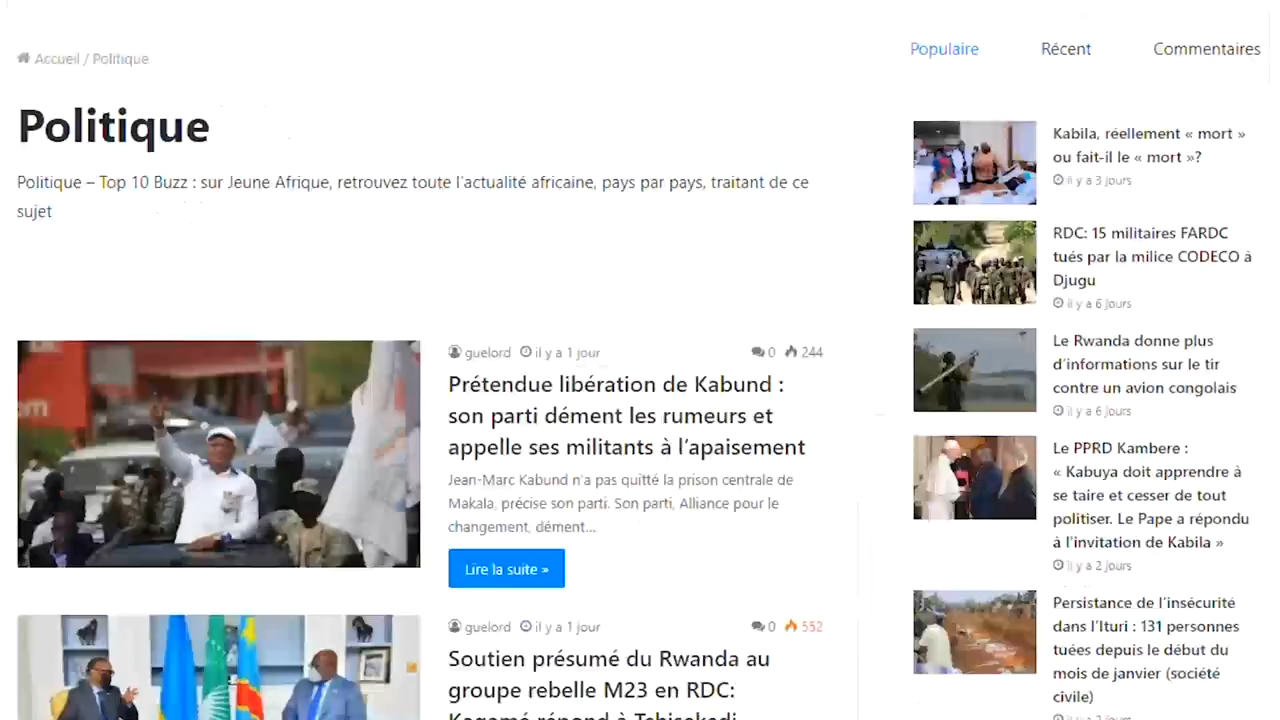 Accueil / Politique
Politique
Politique – Top 10 Buzz : sur Jeune Afrique, retrouvez toute l'actualité africaine, pays par pays, traitant de ce
sujet
guelord il y a 1 jour 0 244
Prétendue libération de Kabund :
son parti dément les rumeurs et
appelle ses militants à l'apaisement
Jean-Marc Kabund n'a pas quitté la prison centrale de
Makala, précise son parti. Son parti, Alliance pour le
changement, dément...
Lire la suite »
guelord il y a 1 jour 0 552
Soutien présumé du Rwanda au
groupe rebelle M23 en RDC:
Kagamé répond à Tshisekedi
Populaire Récent Commentaires
Kabila, réellement « mort »
ou fait-il le « mort »?
il y a 3 jours
RDC: 15 militaires FARDC
tués par la milice CODECO à
Djugu
il y a 6 jours
Le Rwanda donne plus
d'informations sur le tir
contre un avion congolais
il y a 6 jours
Le PPRD Kambere :
« Kabuya doit apprendre à
se taire et cesser de tout
politiser. Le Pape a répondu
à l'invitation de Kabila »
il y a 2 jours
Persistance de l'insécurité
dans l'Ituri : 131 personnes
tuées depuis le début du
mois de janvier (société
civile)